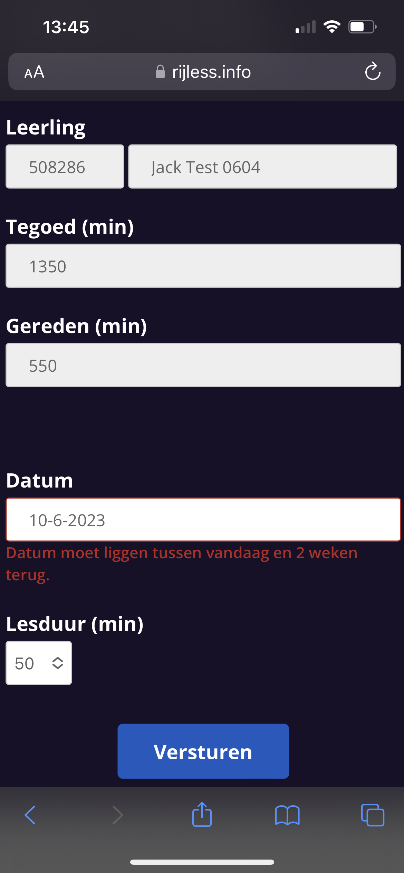 13:45
AA rijless.info
Leerling
508286 Jack Test 0604
Tegoed (min)
1350
Gereden (min)
550
Datum
10-6-2023
Datum moet liggen tussen vandaag en 2 weken
terug.
Lesduur (min)
50
Versturen